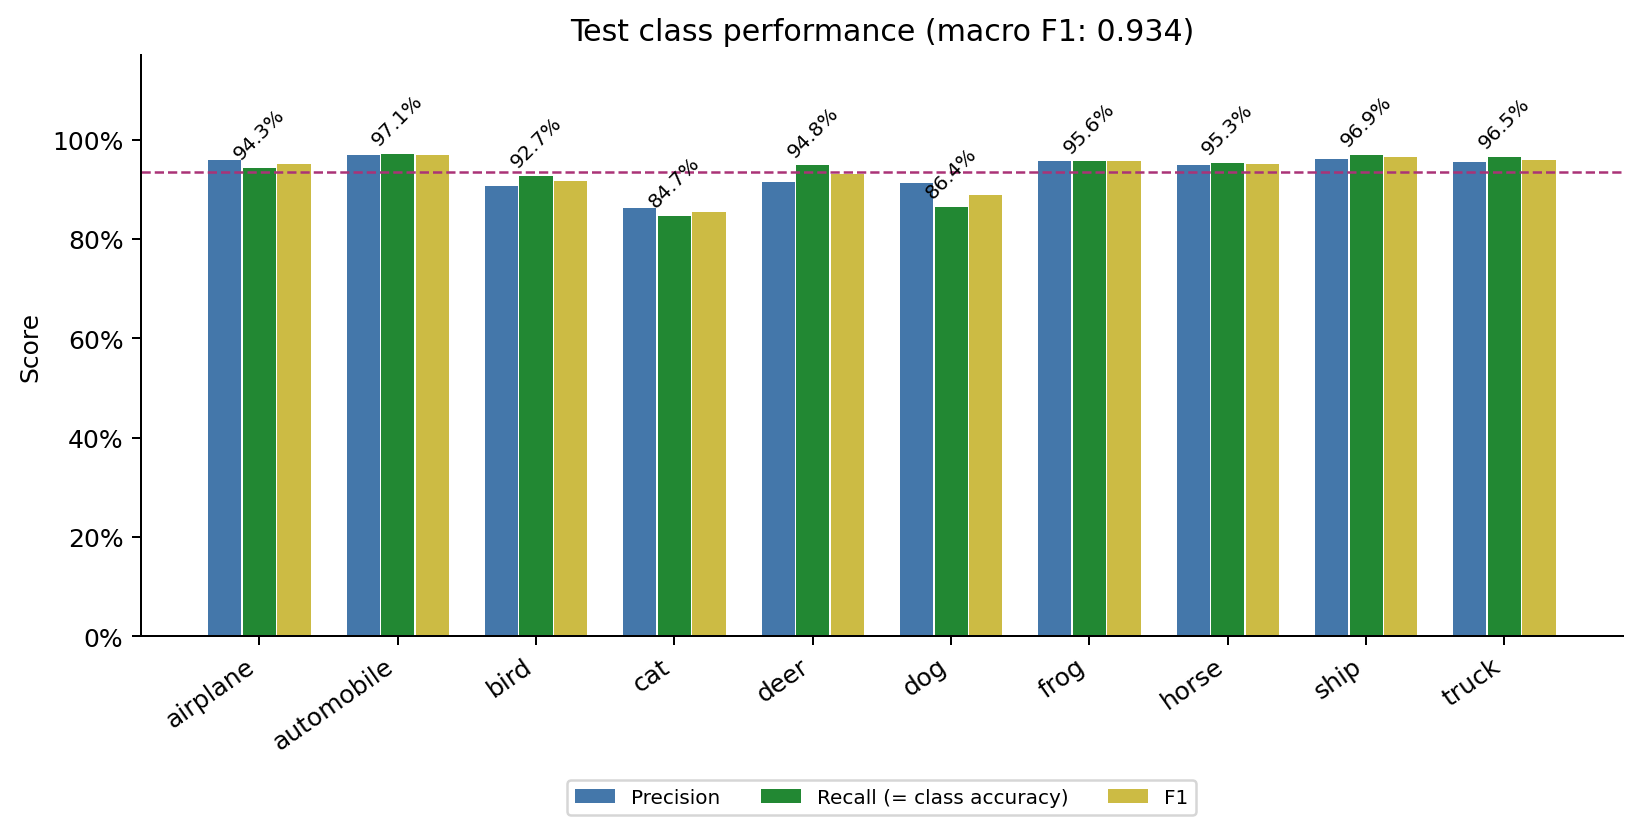 Test class performance (macro F1: 0.934)
Score
100%
80%
60%
40%
20%
0%
94.3%
97.1%
92.7%
84.7%
94.8%
86.4%
95.6%
95.3%
96.9%
96.5%
airplane
automobile
bird
cat
deer
dog
frog
horse
ship
truck
Precision
Recall (= class accuracy)
F1